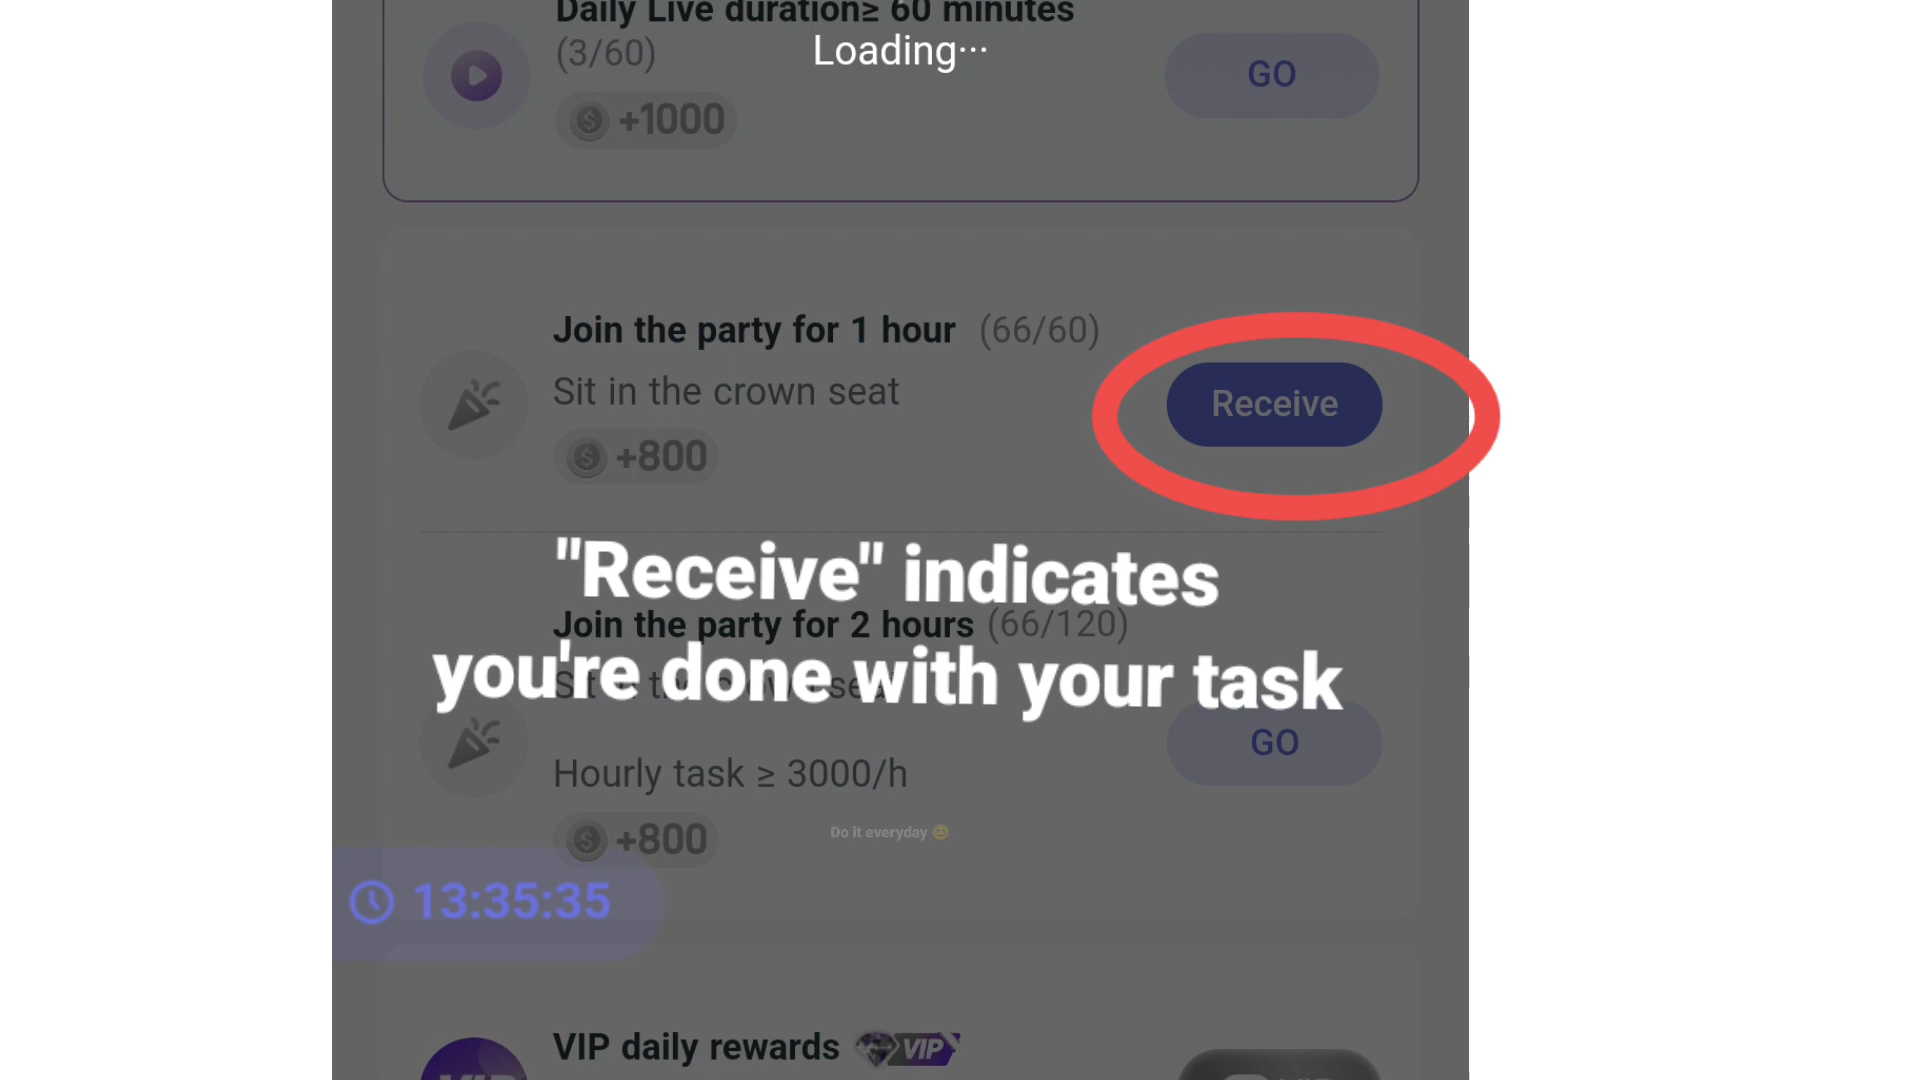 Daily Live duration≥ 60 minutes
(3/60)
Loading···
GO
+1000
Join the party for 1 hour (66/60)
Sit in the crown seat
Receive
+800
"Receive" indicates
Join the party for 2 hours (66/120)
you're done with your task
GO
Hourly task ≥ 3000/h
Do it everyday 😊
+800
13:35:35
VIP daily rewards VIP